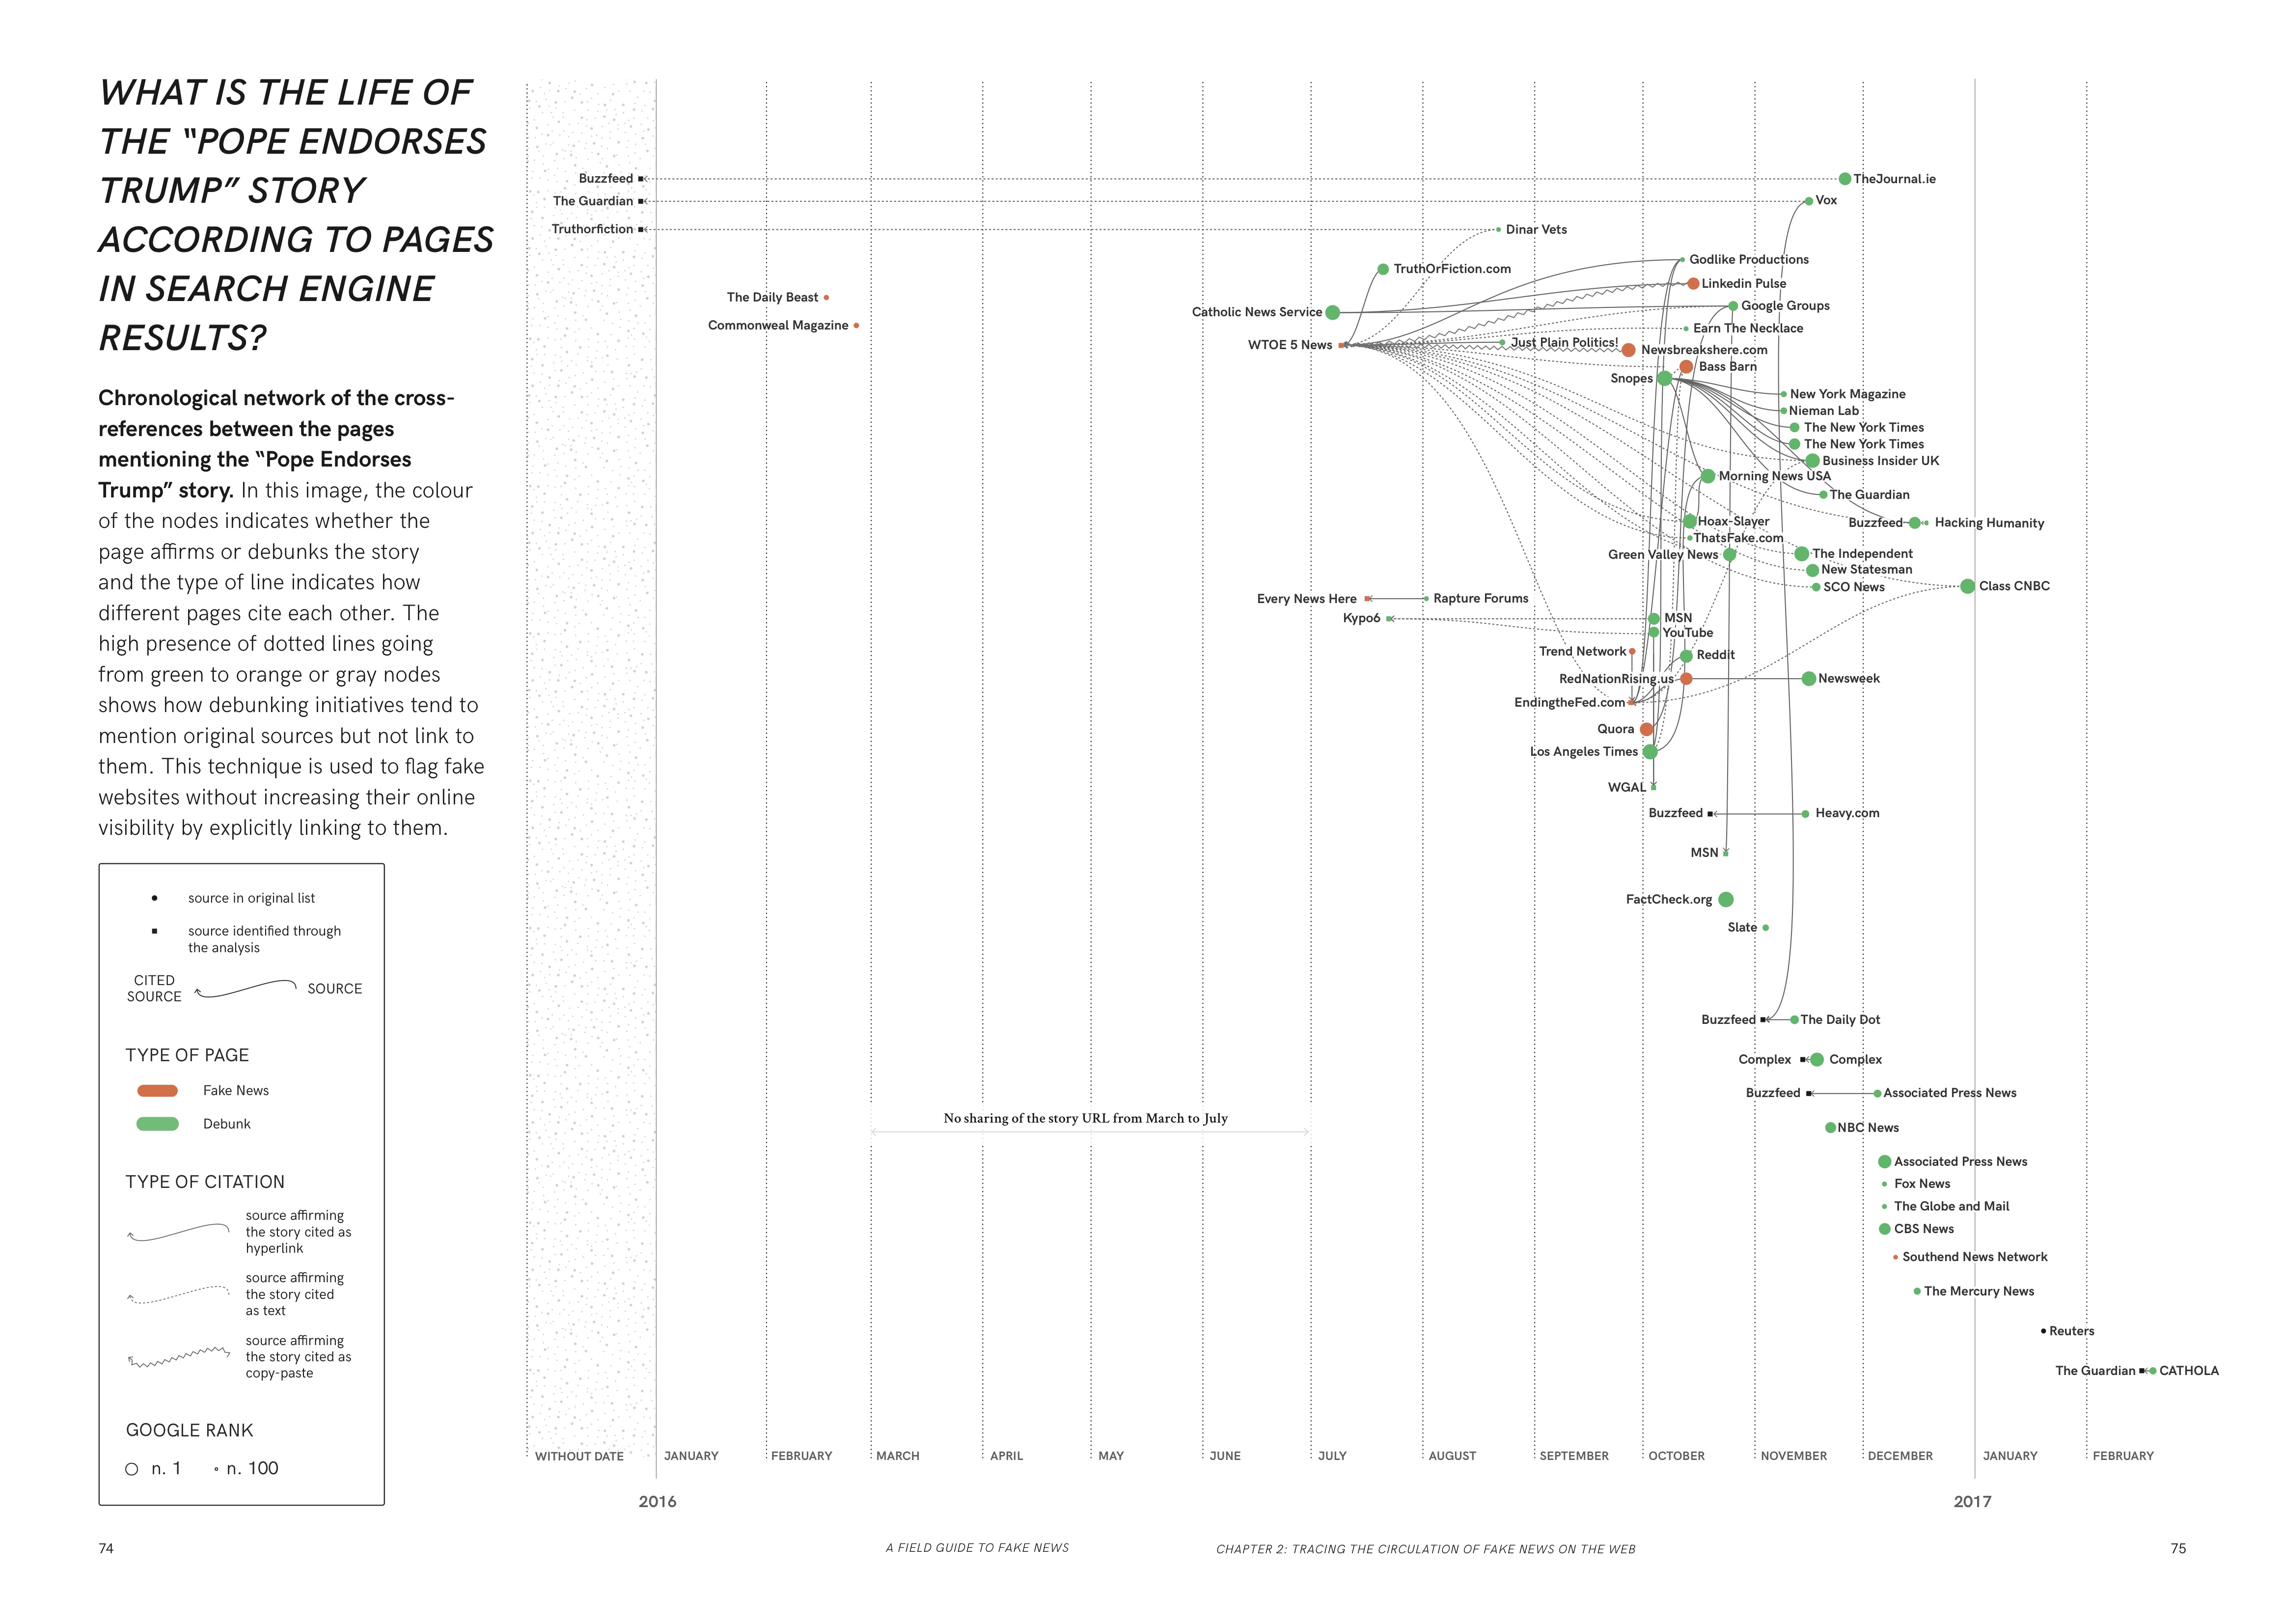 WHAT IS THE LIFE OF
THE “POPE ENDORSES
TRUMP” STORY
ACCORDING TO PAGES
IN SEARCH ENGINE
RESULTS?
Chronological network of the cross-
references between the pages
mentioning the “Pope Endorses
Trump” story. In this image, the colour
of the nodes indicates whether the
page affirms or debunks the story
and the type of line indicates how
different pages cite each other. The
high presence of dotted lines going
from green to orange or gray nodes
shows how debunking initiatives tend to
mention original sources but not link to
them. This technique is used to flag fake
websites without increasing their online
visibility by explicitly linking to them.
source in original list
source identified through
the analysis
CITED
SOURCE
SOURCE
TYPE OF PAGE
Fake News
Debunk
TYPE OF CITATION
source affirming
the story cited as
hyperlink
source affirming
the story cited
as text
source affirming
the story cited as
copy-paste
GOOGLE RANK
n. 1
n. 100
Buzzfeed
TheJournal.ie
The Guardian
Vox
Truthorfiction
Dinar Vets
Godlike Productions
TruthOrFiction.com
Linkedin Pulse
The Daily Beast
Google Groups
Catholic News Service
Commonweal Magazine
Earn The Necklace
WTOE 5 News
Just Plain Politics!
Newsbreakshere.com
Bass Barn
Snopes
New York Magazine
Nieman Lab
The New York Times
The New York Times
Business Insider UK
Morning News USA
The Guardian
Hoax-Slayer
Buzzfeed
Hacking Humanity
ThatsFake.com
Green Valley News
The Independent
New Statesman
SCO News
Class CNBC
Every News Here
Rapture Forums
Kypo6
MSN
YouTube
Trend Network
Reddit
RedNationRising.us
Newsweek
EndingtheFed.com
Quora
Los Angeles Times
WGAL
Buzzfeed
Heavy.com
MSN
FactCheck.org
Slate
Buzzfeed
The Daily Dot
Complex
Complex
Buzzfeed
Associated Press News
No sharing of the story URL from March to July
NBC News
Associated Press News
Fox News
The Globe and Mail
CBS News
Southend News Network
The Mercury News
Reuters
The Guardian
CATHOLA
WITHOUT DATE
JANUARY
FEBRUARY
MARCH
APRIL
MAY
JUNE
JULY
AUGUST
SEPTEMBER
OCTOBER
NOVEMBER
DECEMBER
JANUARY
FEBRUARY
2016
2017
74
A FIELD GUIDE TO FAKE NEWS
CHAPTER 2: TRACING THE CIRCULATION OF FAKE NEWS ON THE WEB
75